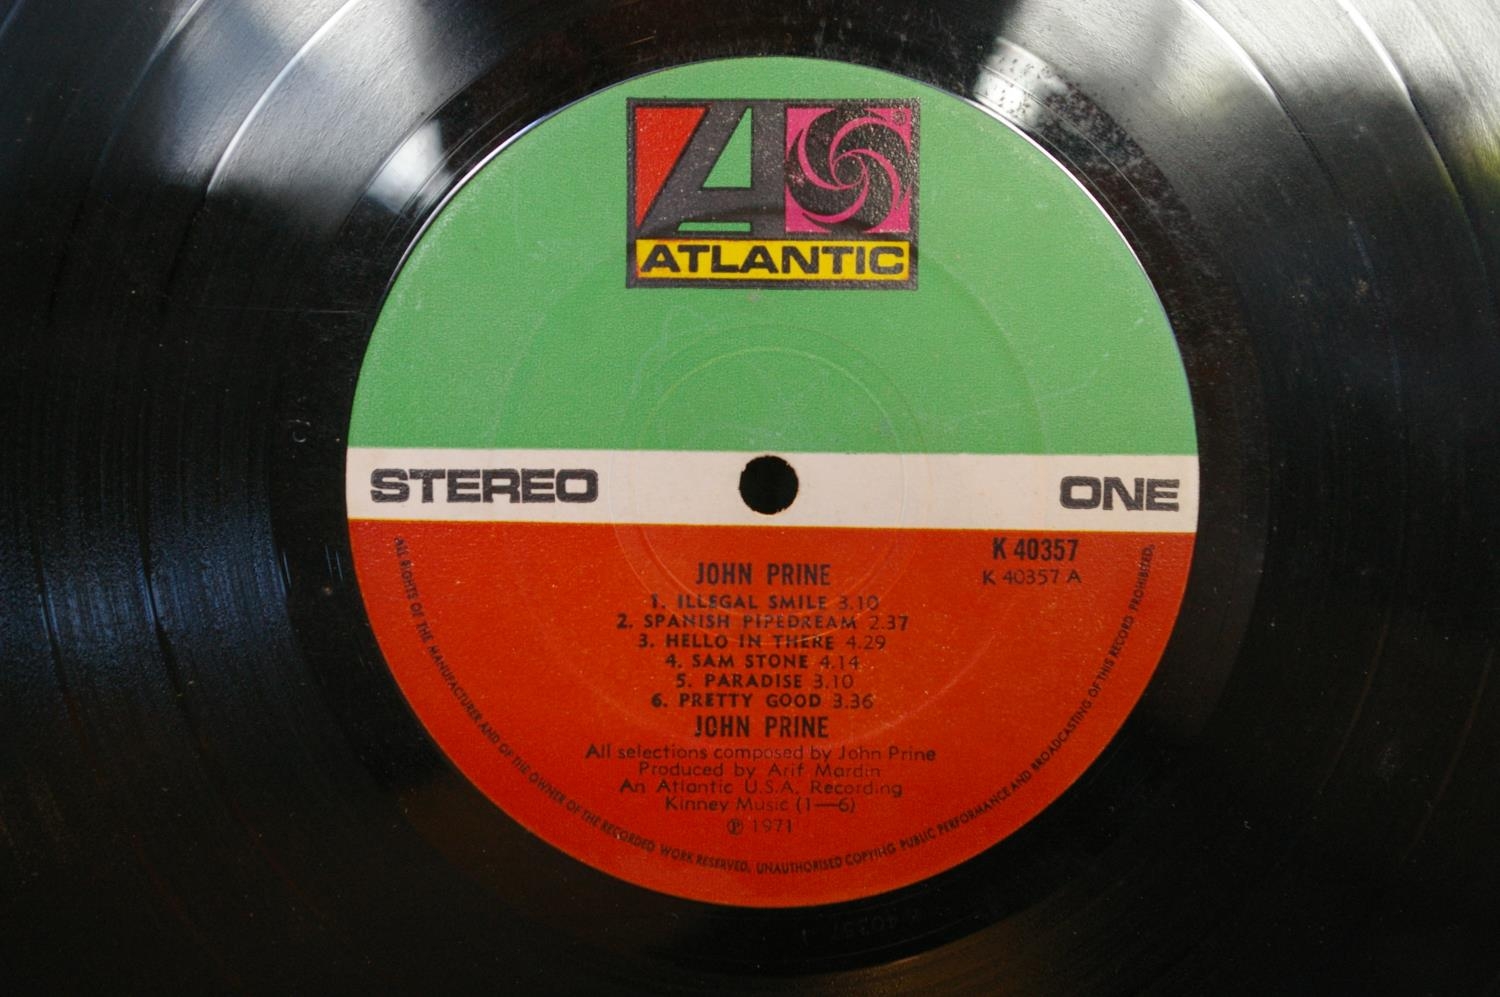 ATLANTIC
STEREO
ONE
K 40357
K 40357 A
JOHN PRINE
1. ILLEGAL SMILE 3.10
2. SPANISH PIPEDREAM 2.37
3. HELLO IN THERE 4.29
4. SAM STONE 4.14
5. PARADISE 3.10
6. PRETTY GOOD 3.36
JOHN PRINE
All selections composed by John Prine
Produced by Arif Mardin
An Atlantic U.S.A. Recording
Kinney Music (1—6)
℗ 1971
ALL RIGHTS OF THE MANUFACTURER AND OF THE OWNER OF THE RECORDED WORK RESERVED, UNAUTHORISED COPYING PUBLIC PERFORMANCE AND BROADCASTING OF THIS RECORD PROHIBITED.